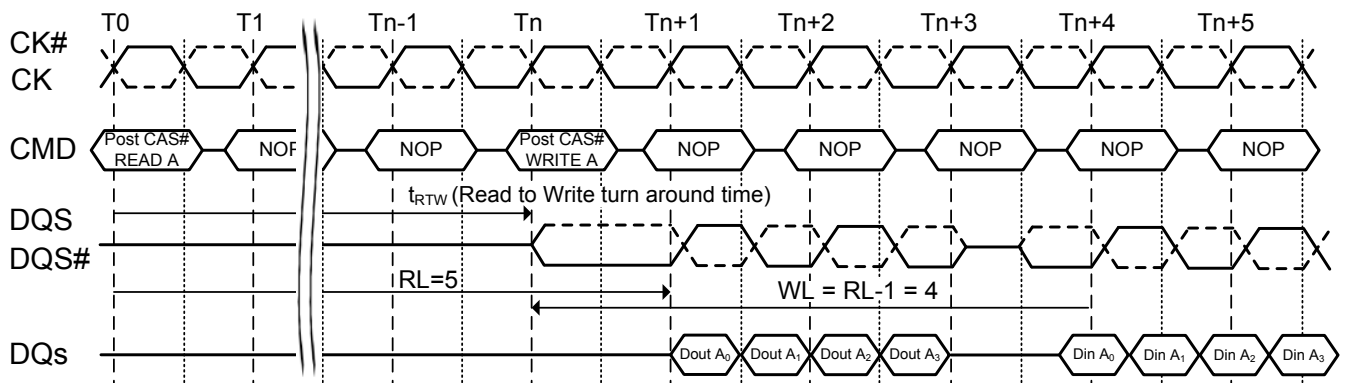 T0 T1 Tn-1 Tn Tn+1 Tn+2 Tn+3 Tn+4 Tn+5
CK#
CK
CMD Post CAS# READ A NOP NOP Post CAS# WRITE A NOP NOP NOP NOP NOP
tRTW (Read to Write turn around time)
DQS
DQS#
RL=5 WL = RL-1 = 4
DQs Dout A0 Dout A1 Dout A2 Dout A3 Din A0 Din A1 Din A2 Din A3